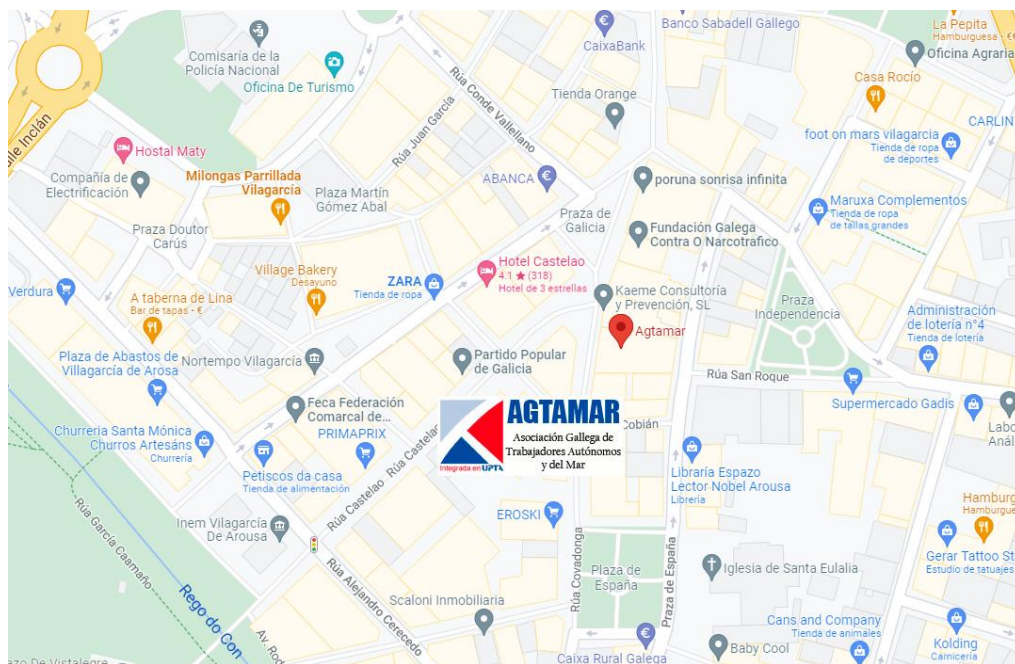 Banco Sabadell Gallego
La Pepita
Hamburguesa • €€
CaixaBank
Comisaría de la
Policía Nacional
Oficina Agraria
Oficina De Turismo
Casa Rocío
Rúa Conde Vallellano
Tienda Orange
Rúa Juan García
CARLIN
foot on mars vilagarcia
Tienda de ropa
de deportes
Hostal Maty
Compañía de
Electrificación
Milongas Parrillada
Vilagarcía
Plaza Martín
Gómez Abal
ABANCA
poruna sonrisa infinita
Maruxa Complementos
Tienda de ropa
de tallas grandes
Praza Doutor
Carús
Praza de
Galicia
Fundación Galega
Contra O Narcotrafico
Hotel Castelao
4.1 ★ (318)
Hotel de 3 estrellas
Village Bakery
Desayuno
ZARA
Tienda de ropa
Verdura
Kaeme Consultoría
y Prevención, SL
Praza
Independencia
A taberna de Lina
Bar de tapas • €
Agtamar
Administración
de lotería n°4
Tienda de lotería
Plaza de Abastos de
Villagarcía de Arosa
Nortempo Vilagarcía
Partido Popular
de Galicia
Rúa San Roque
Supermercado Gadis
Feca Federación
Comarcal de...
AGTAMAR
Asociación Gallega de
Trabajadores Autónomos
y del Mar
Integrada en UPTA
Cobián
Churreria Santa Mónica
Churros Artesáns
Churrería
PRIMAPRIX
Rúa Castelao
Rúa Castelao
Petiscos da casa
Tienda de alimentación
Libraría Espazo
Lector Nobel Arousa
Librería
Inem Vilagarcía
De Arousa
EROSKI
Rúa García Caamaño
Gerar Tattoo St
Estudio de tatuajes
Rúa Covadonga
Plaza de
España
Praza de España
Iglesia de Santa Eulalia
Rúa Alejandro Cerecedo
Scaloni Inmobiliaria
Rego do Con
Cans and Company
Tienda de animales
Kolding
Carnicería
Caixa Rural Galega
Baby Cool